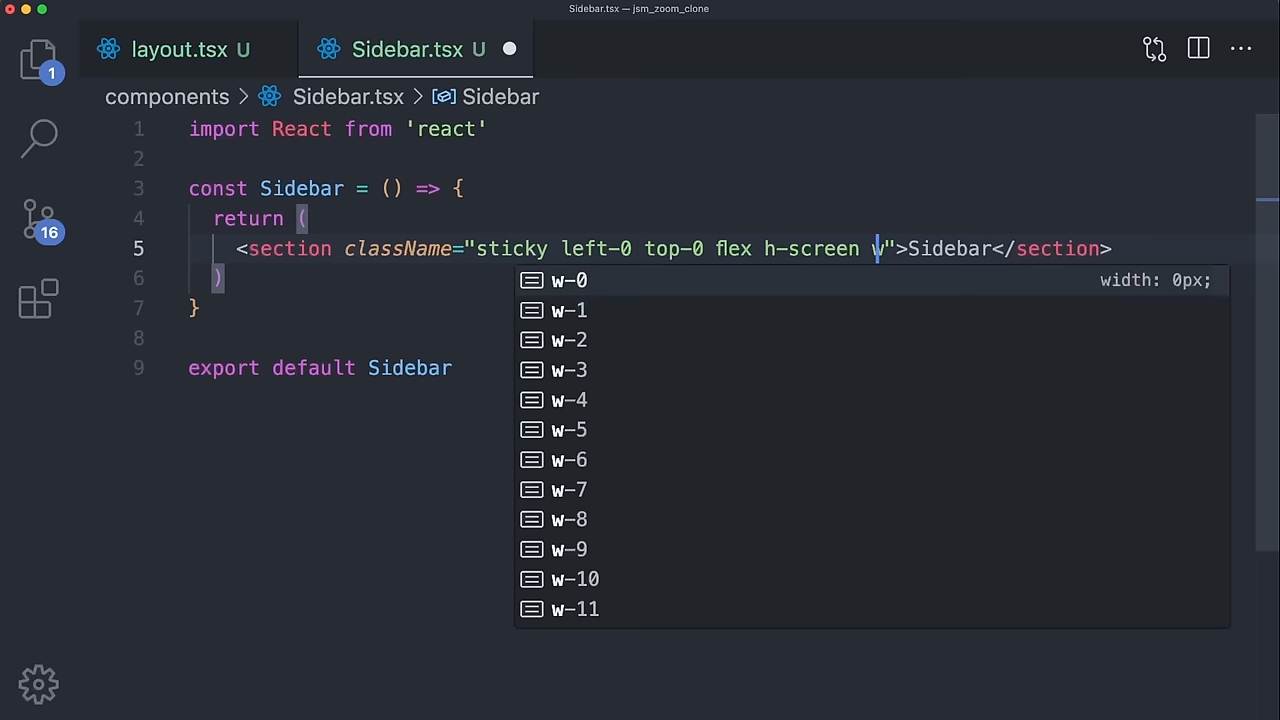 Sidebar.tsx — jsm_zoom_clone
layout.tsx U
Sidebar.tsx U
components > Sidebar.tsx > Sidebar
1 import React from 'react'
2
3 const Sidebar = () => {
4 return (
5 <section className="sticky left-0 top-0 flex h-screen w">Sidebar</section>
6 )
7 }
8
9 export default Sidebar
w-0 width: 0px;
w-1
w-2
w-3
w-4
w-5
w-6
w-7
w-8
w-9
w-10
w-11
1
16